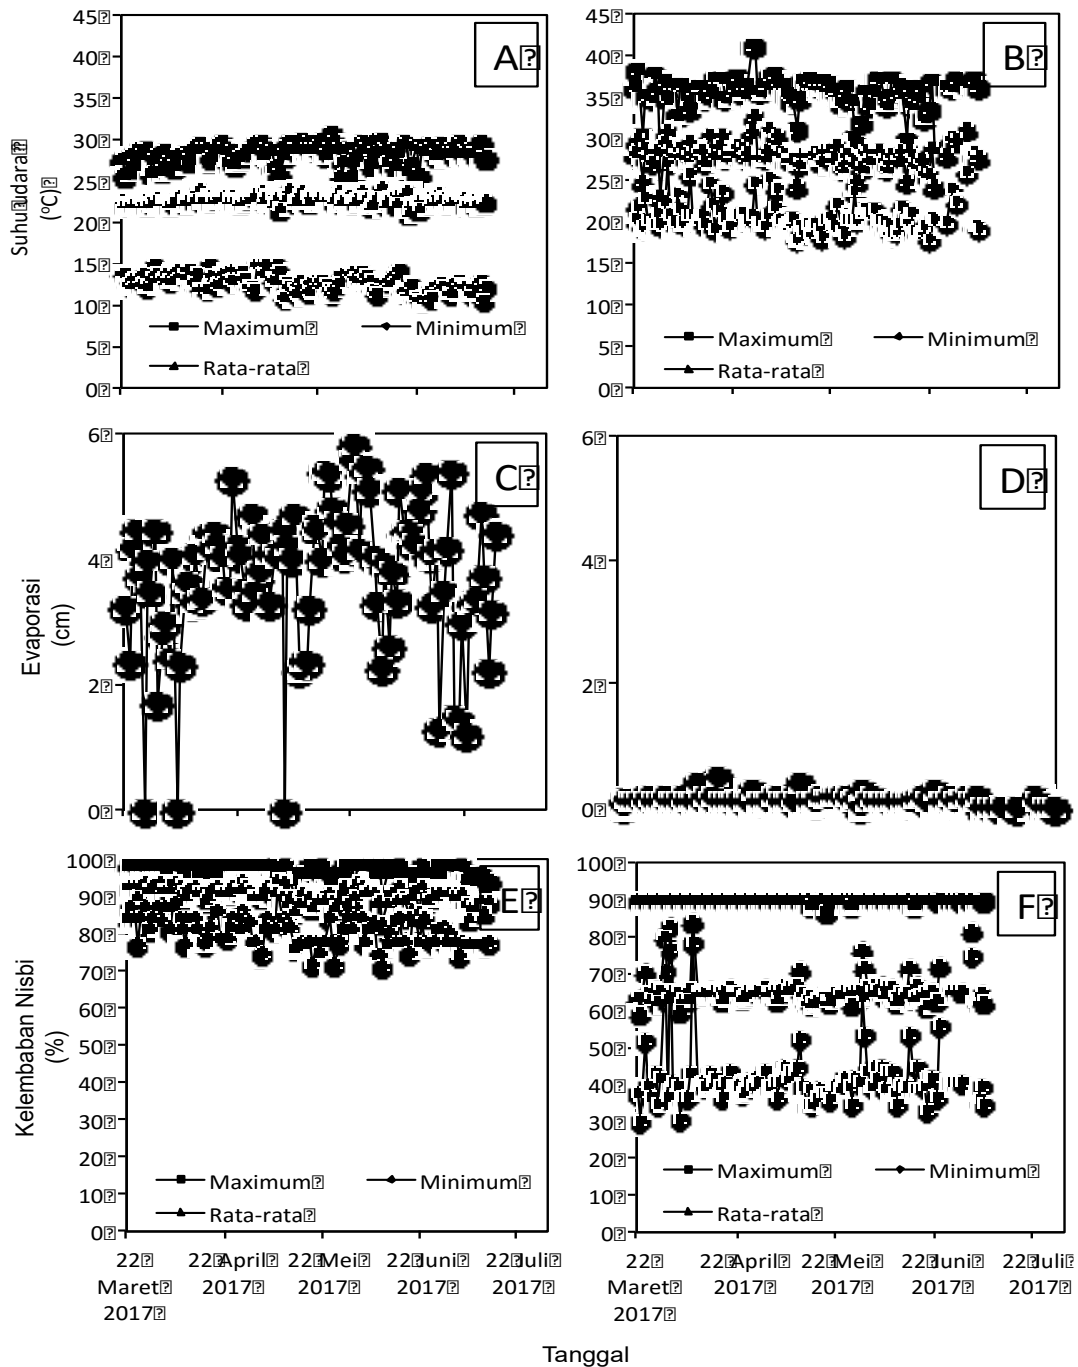 45 45
40 A 40 B
35 35
30 30
25 25
20 20
15 15
10 10
Maximum Minimum
5 Maximum Minimum 5
Rata-rata Rata-rata
0 0
Suhu udara
(°C)
6 C 6 D
4 4
2 2
0 0
Evaporasi
(cm)
100 100
90 E 90 F
80 80
70 70
60 60
50 50
40 40
30 30
20 20
Maximum Minimum Maximum Minimum
10 10
Rata-rata Rata-rata
0 0
Kelembaban Nisbi
(%)
22 22 April 22 Mei 22 Juni 22 Juli 22 22 April 22 Mei 22 Juni 22 Juli
Maret 2017 2017 2017 2017 Maret 2017 2017 2017 2017
2017 2017
Tanggal